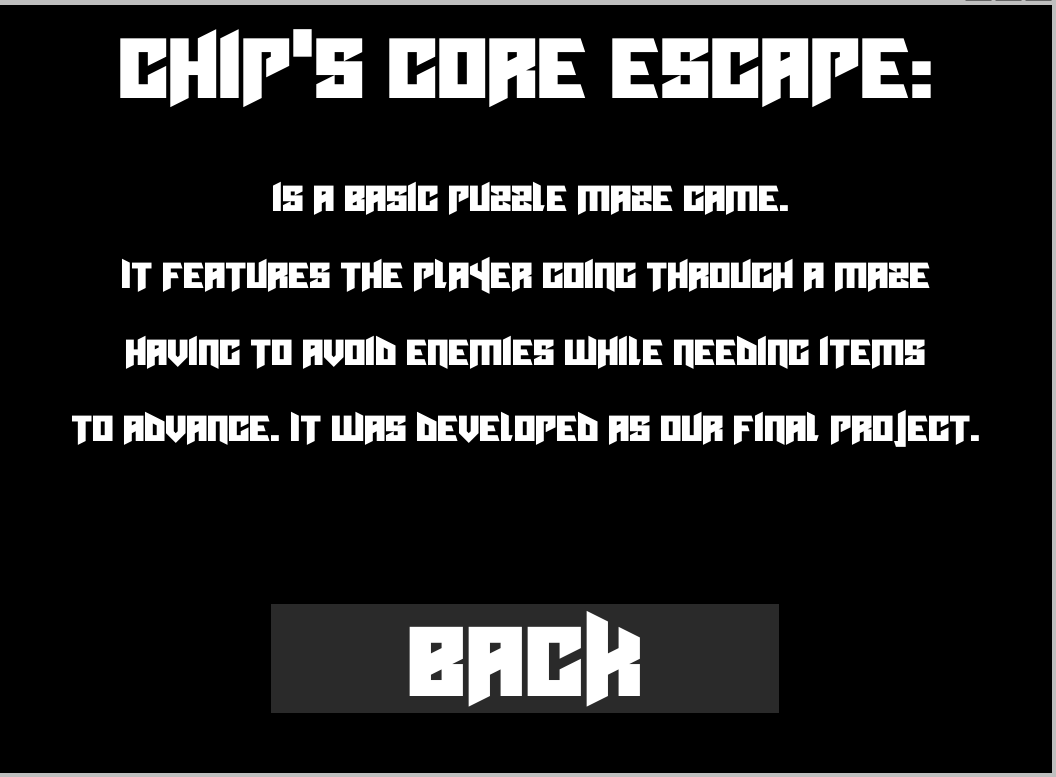 CHIP'S CORE ESCAPE:
IS A BASIC PUZZLE MAZE GAME.
IT FEATURES THE PLAYER GOING THROUGH A MAZE
HAVING TO AVOID ENEMIES WHILE NEEDING ITEMS
TO ADVANCE. IT WAS DEVELOPED AS OUR FINAL PROJECT.
BACK